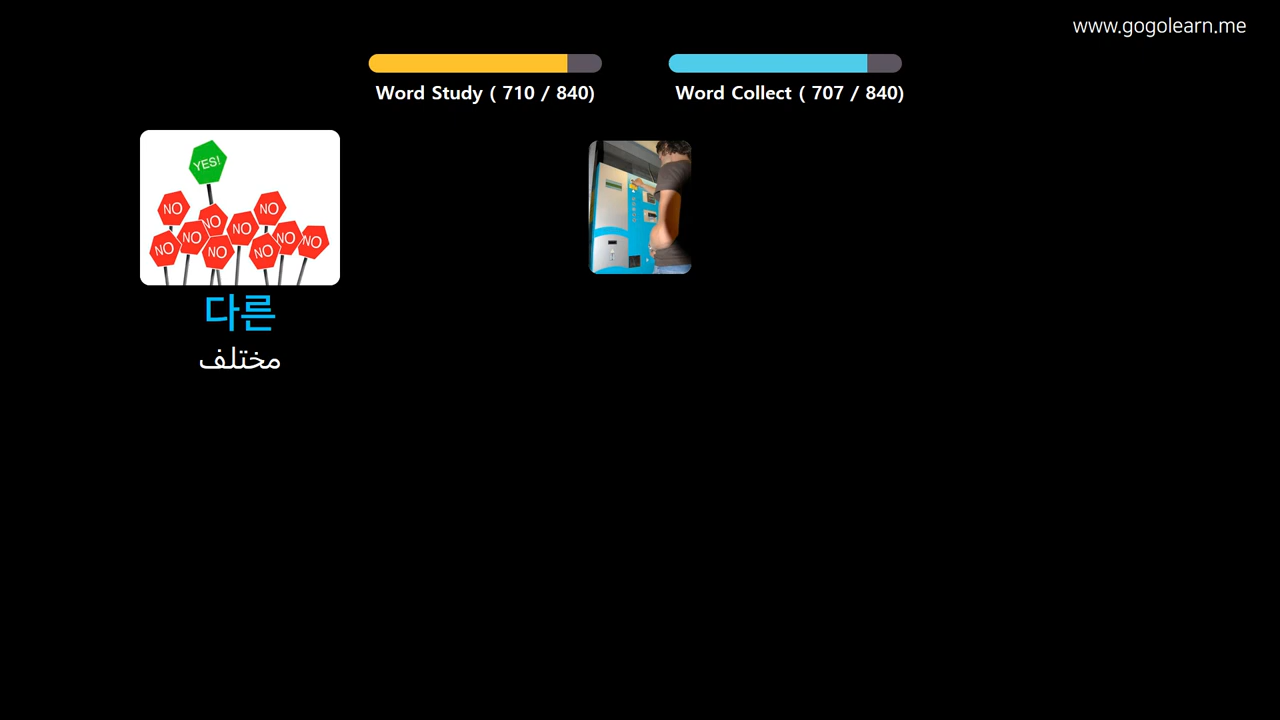 www.gogolearn.me
Word Study ( 710 / 840)
Word Collect ( 707 / 840)
YES!
NO
NO
NO
NO
NO
NO
NO
NO
NO
NO
다른
مختلف